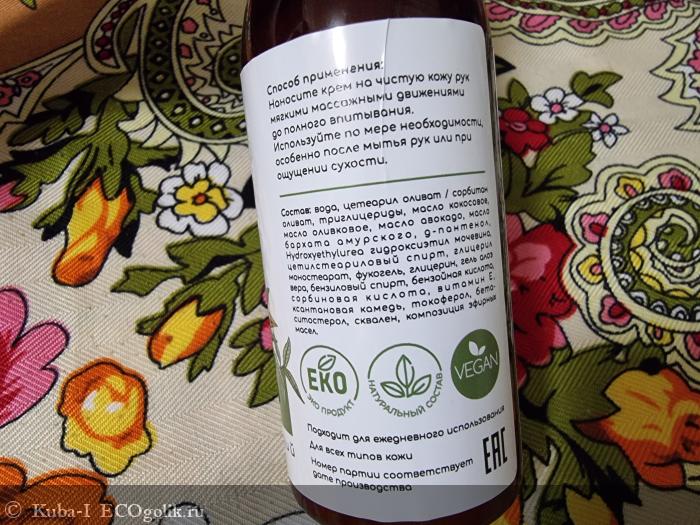 Способ применения:
Наносите крем на чистую кожу рук
мягкими массажными движениями
до полного впитывания.
Используйте по мере необходимости,
особенно после мытья рук или при
ощущении сухости.
Состав: вода, цетеарил оливат / сорбитан
оливат, триглицериды, масло кокосовое,
масло оливковое, масло авокадо, масло
бархата амурского, д-пантенол,
Hydroxyethylurea гидроксиэтил мочевина,
цетилстеариловый спирт, глицерил
моностеарат, фукогель, глицерин, гель алоэ
вера, бензиловый спирт, бензойная кислота,
сорбиновая кислота, витамин Е,
ксантановая камедь, токоферол, бета-
ситостерол, сквален, композиция эфирных
масел.
ЕКО
ЭКО ПРОДУКТ
НАТУРАЛЬНЫЙ СОСТАВ
VEGAN
Подходит для ежедневного использования
Для всех типов кожи
Номер партии соответствует
дате производства
EAC
Kuba-I ECOgolik.ru